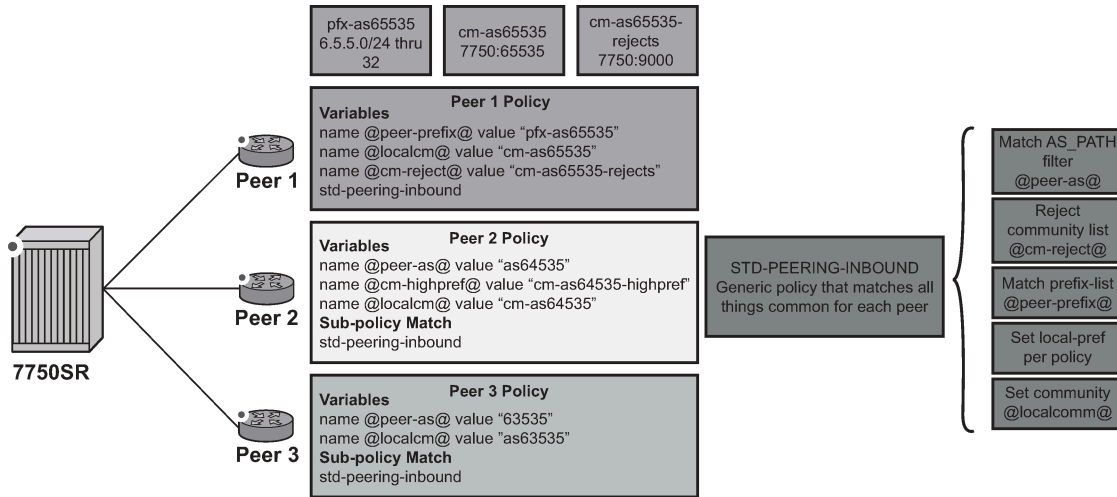 pfx-as65535
6.5.5.0/24 thru
32
cm-as65535
7750:65535
cm-as65535-
rejects
7750:9000
Peer 1 Policy
Variables
name @peer-prefix@ value “pfx-as65535”
name @localcm@ value “cm-as65535”
name @cm-reject@ value “cm-as65535-rejects”
std-peering-inbound
Peer 1
Peer 2 Policy
Variables
name @peer-as@ value “as64535”
name @cm-highpref@ value “cm-as64535-highpref”
name @localcm@ value “cm-as64535”
Sub-policy Match
std-peering-inbound
Peer 2
7750SR
Peer 3 Policy
Variables
name @peer-as@ value “63535”
name @localcm@ value ”as63535”
Sub-policy Match
std-peering-inbound
Peer 3
STD-PEERING-INBOUND
Generic policy that matches all
things common for each peer
Match AS_PATH
filter
@peer-as@
Reject
community list
@cm-reject@
Match prefix-list
@peer-prefix@
Set local-pref
per policy
Set community
@localcomm@